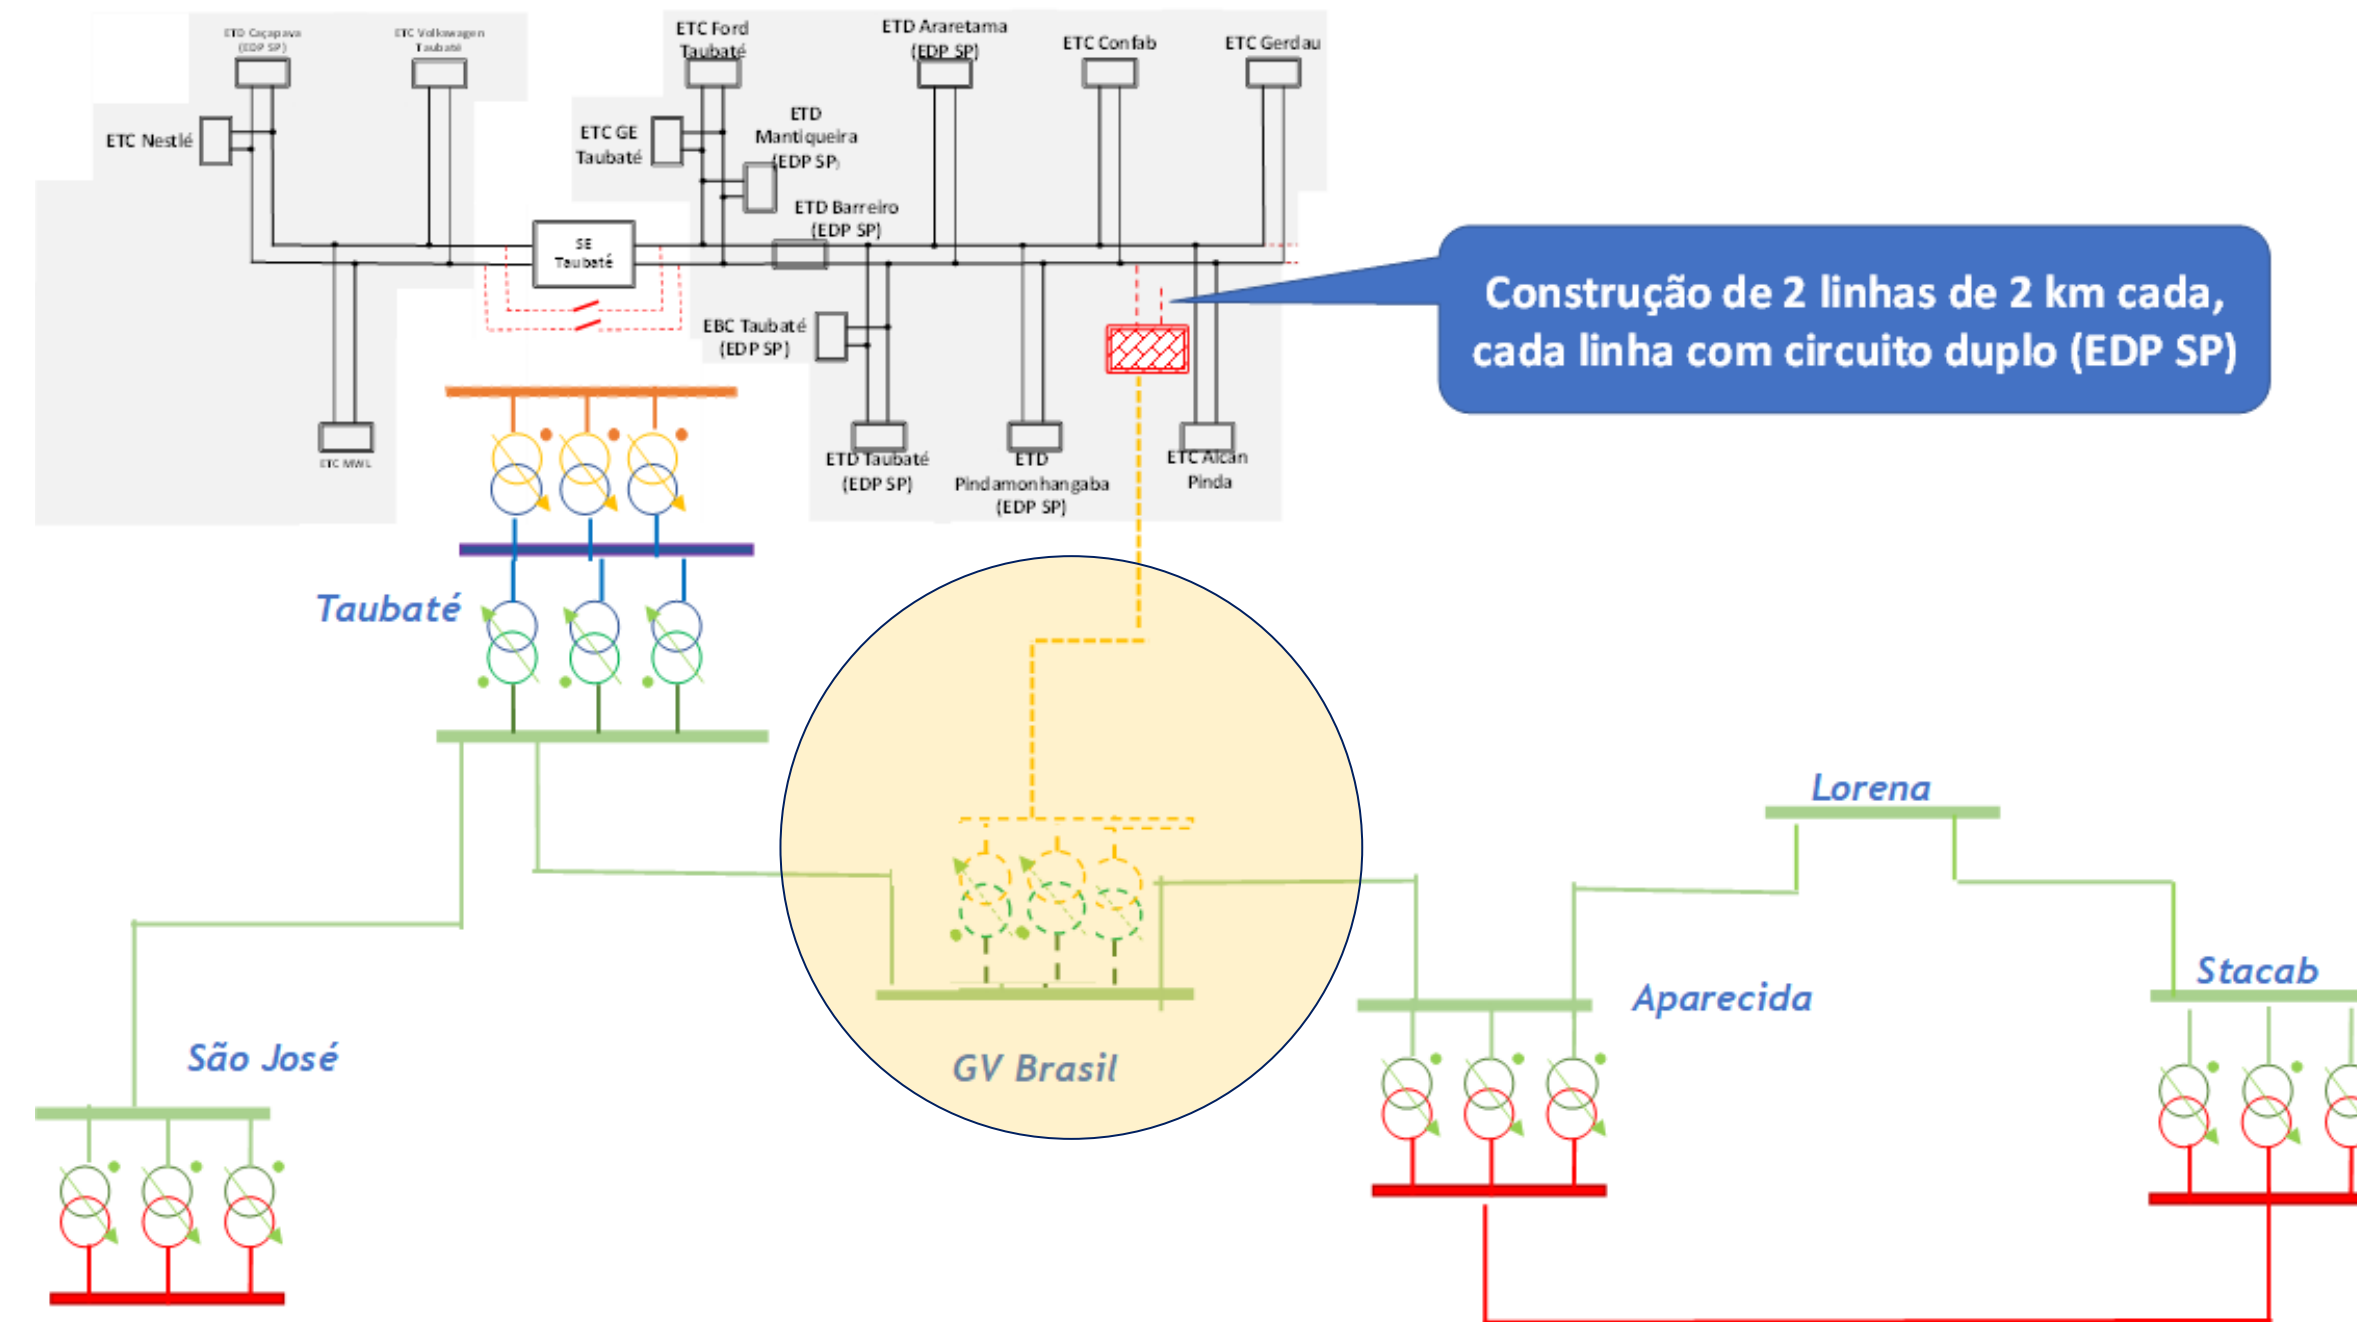 ETD Caçapava
(EDP SP)
ETC Volkswagen
Taubaté
ETC Ford
Taubaté
ETD Araretama
(EDP SP)
ETC Confab
ETC Gerdau
ETC Nestlé
ETC GE
Taubaté
ETD
Mantiqueira
(EDP SP)
ETD Barreiro
(EDP SP)
SE
Taubaté
EBC Taubaté
(EDP SP)
Construção de 2 linhas de 2 km cada,
cada linha com circuito duplo (EDP SP)
ETC MWL
ETD Taubaté
(EDP SP)
ETD
Pindamonhangaba
(EDP SP)
ETC Alcan
Pinda
Taubaté
Lorena
Stacab
Aparecida
São José
GV Brasil